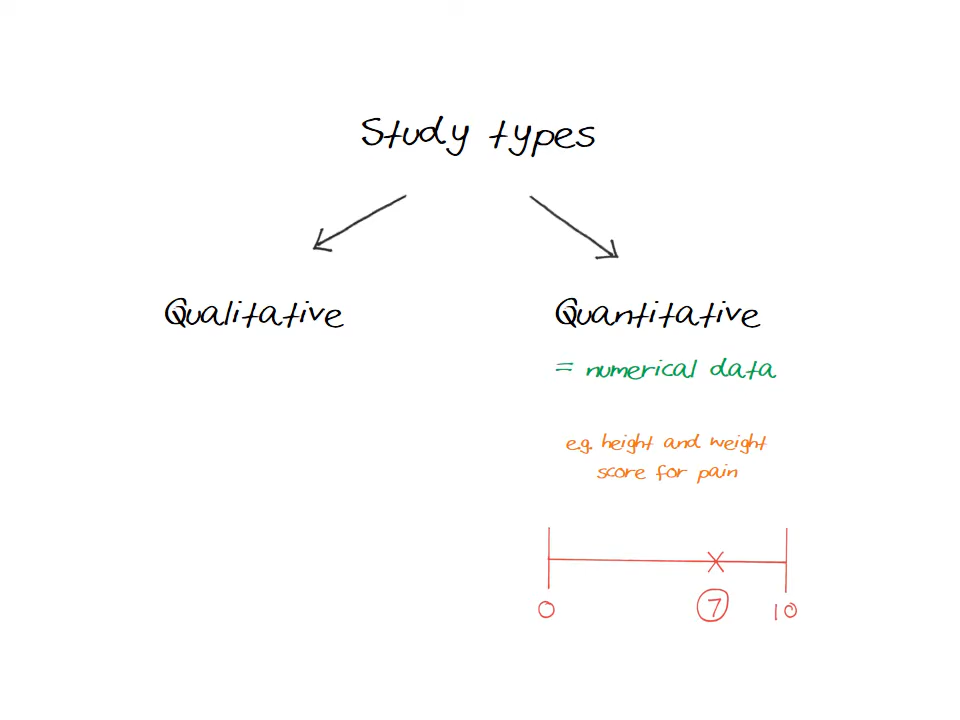 Study types
Qualitative
Quantitative
= numerical data
e.g. height and weight
score for pain
0
7
10